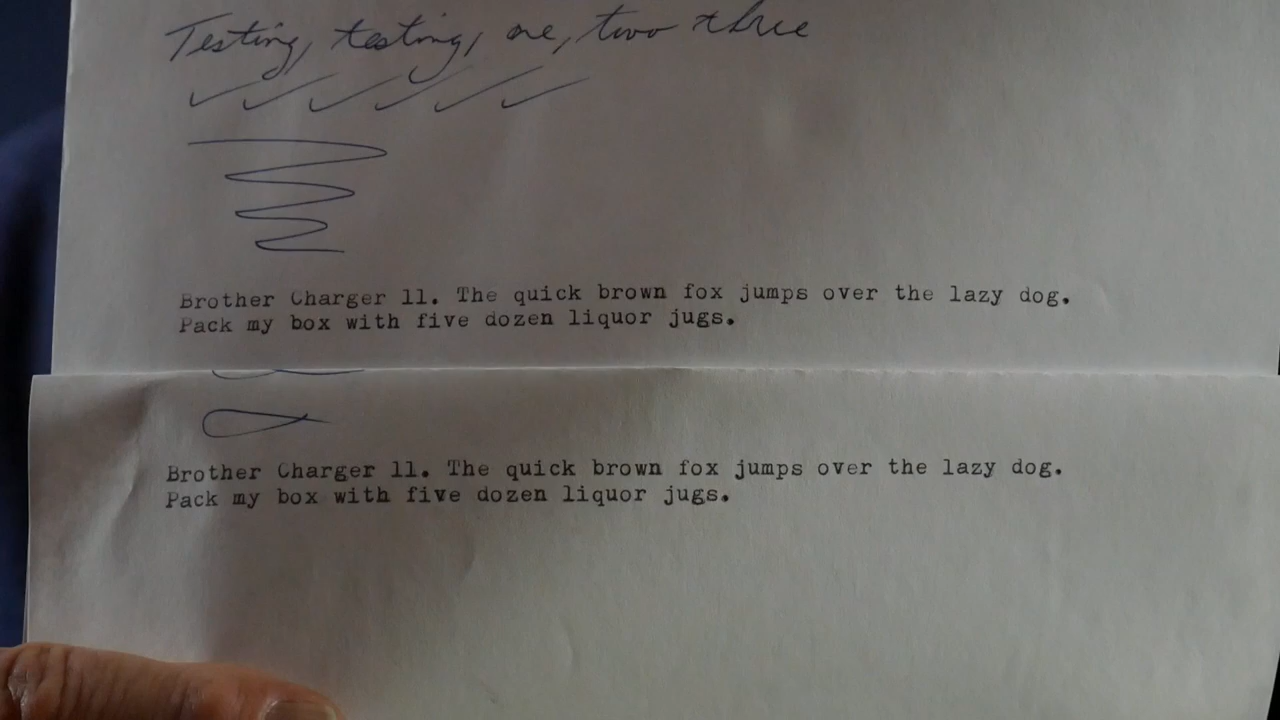 Testing, testing, one, two three
Brother Charger 11. The quick brown fox jumps over the lazy dog.
Pack my box with five dozen liquor jugs.
Brother Charger 11. The quick brown fox jumps over the lazy dog.
Pack my box with five dozen liquor jugs.